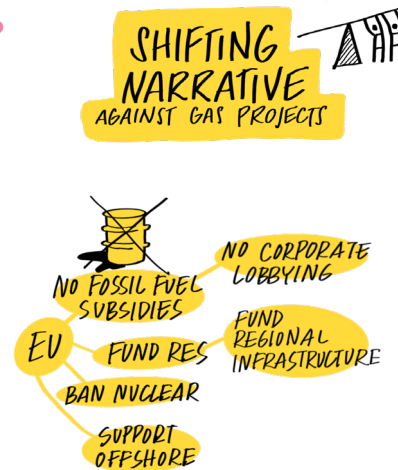 SHIFTING
NARRATIVE
AGAINST GAS PROJECTS
NO FOSSIL FUEL
SUBSIDIES
NO CORPORATE
LOBBYING
EU
FUND RES
FUND
REGIONAL
INFRASTRUCTURE
BAN NUCLEAR
SUPPORT
OFFSHORE